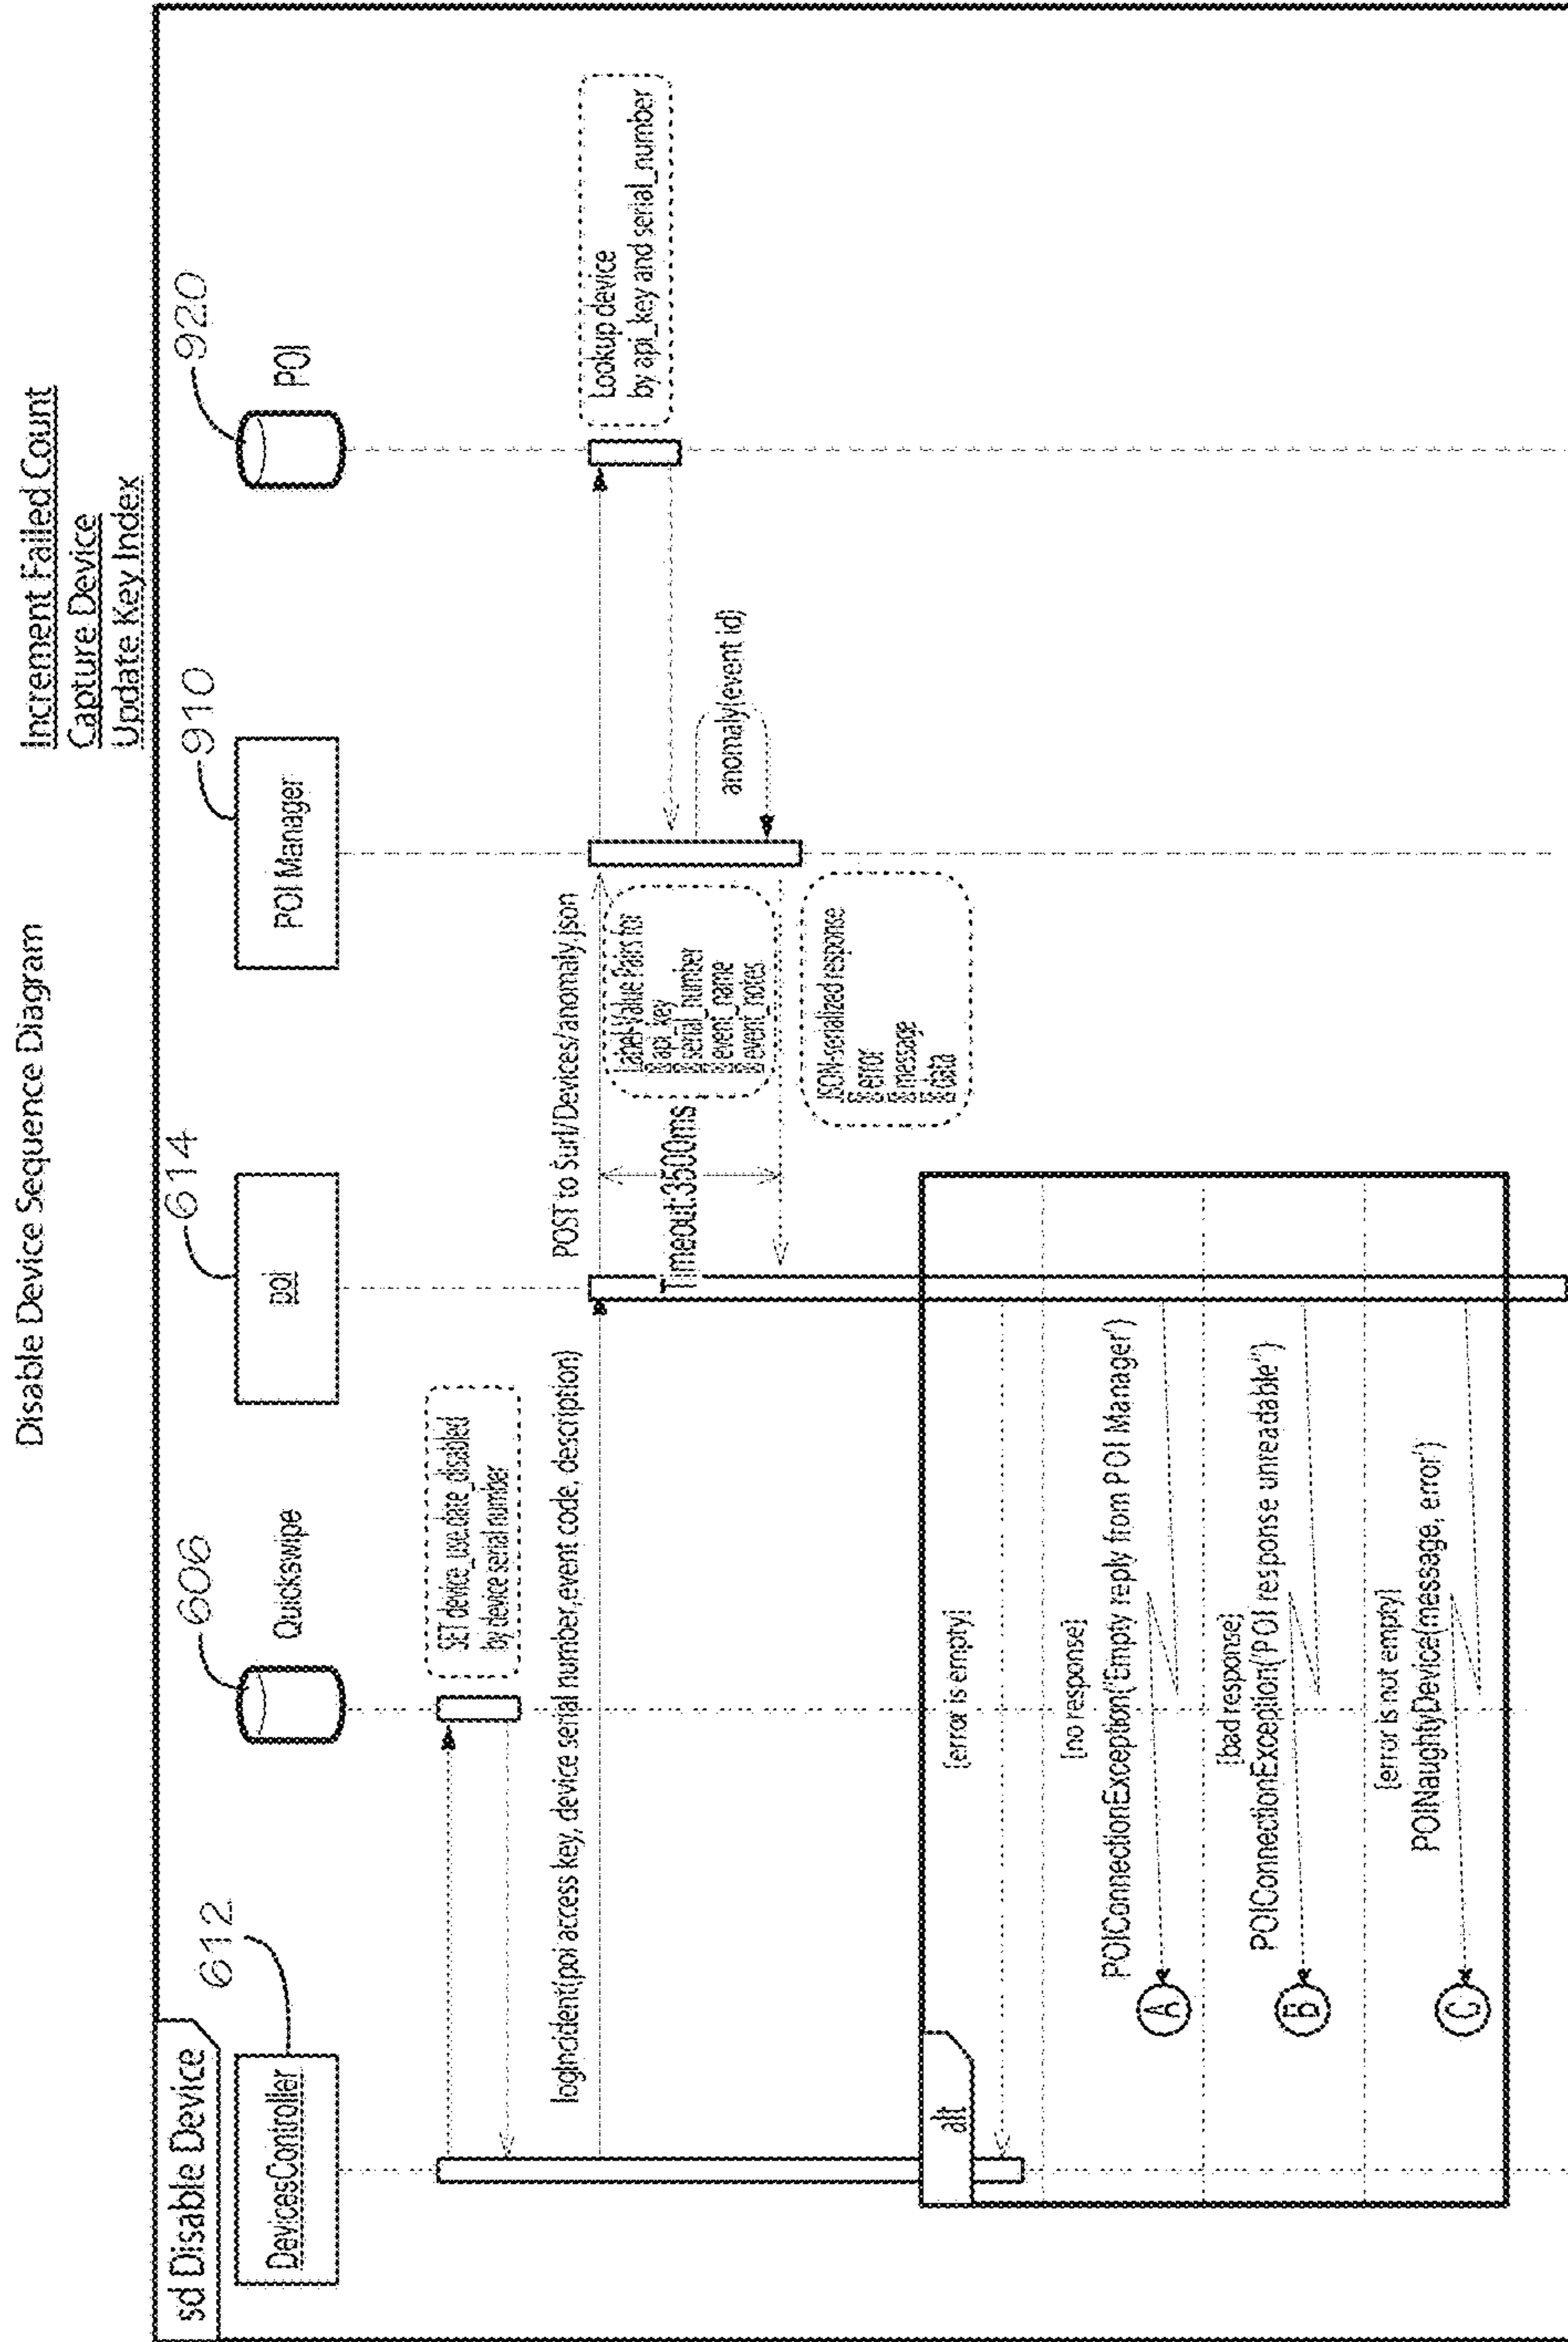 Disable Device Sequence Diagram
Increment Failed Count
Capture Device
Update Key Index
sd Disable Device
612
606
614
910
920
DevicesController
Quickswipe
poi
POI Manager
POI
SET device_use.date_disabled
by device serial number
logIncident(poi access key, device serial number,event code, description)
POST to Surl/Devices/anomaly.json
Label-Value Pairs for
api_key
serial_number
event_name
event_notes
Lookup device
by api_key and serial_number
anomaly(event id)
Timeout:3500ms
JSON-serialized response
error
message
data
alt
[error is empty]
[no response]
POIConnectionException('Empty reply from POI Manager')
A
[bad response]
POIConnectionException('POI response unreadable")
B
[error is not empty]
POINaughtyDevice(message, error')
C